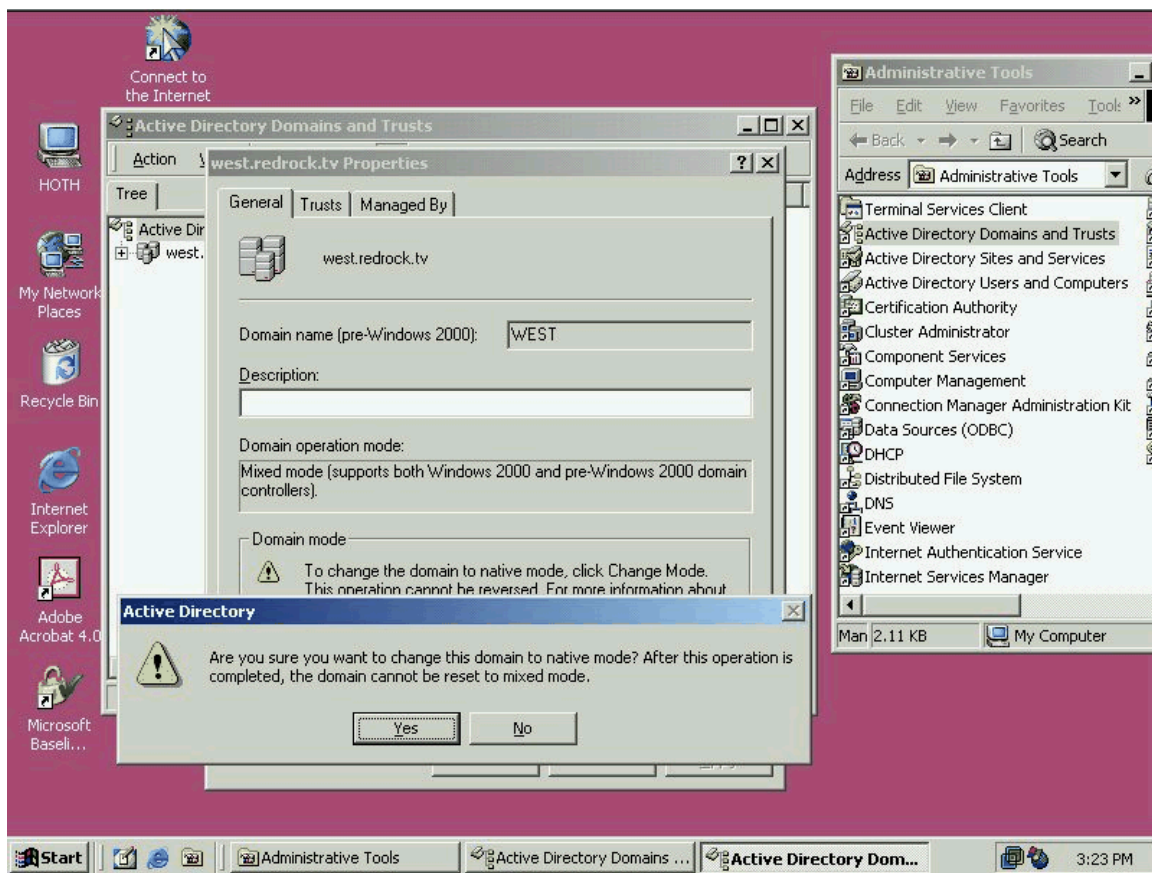 Connect to
the Internet
HOTH
My Network
Places
Recycle Bin
Internet
Explorer
Adobe
Acrobat 4.0
Microsoft
Baseli...
Active Directory Domains and Trusts
Action
Tree
Active Dir
west.
west.redrock.tv Properties
General Trusts Managed By
west.redrock.tv
Domain name (pre-Windows 2000): WEST
Description:
Domain operation mode:
Mixed mode (supports both Windows 2000 and pre-Windows 2000 domain
controllers).
Domain mode
To change the domain to native mode, click Change Mode.
This operation cannot be reversed. For more information about
Active Directory
Are you sure you want to change this domain to native mode? After this operation is
completed, the domain cannot be reset to mixed mode.
Yes No
Administrative Tools
File Edit View Favorites Tools »
Back Search
Address Administrative Tools
Terminal Services Client
Active Directory Domains and Trusts
Active Directory Sites and Services
Active Directory Users and Computers
Certification Authority
Cluster Administrator
Component Services
Computer Management
Connection Manager Administration Kit
Data Sources (ODBC)
DHCP
Distributed File System
DNS
Event Viewer
Internet Authentication Service
Internet Services Manager
Man 2.11 KB My Computer
Start Administrative Tools Active Directory Domains ... Active Directory Dom... 3:23 PM